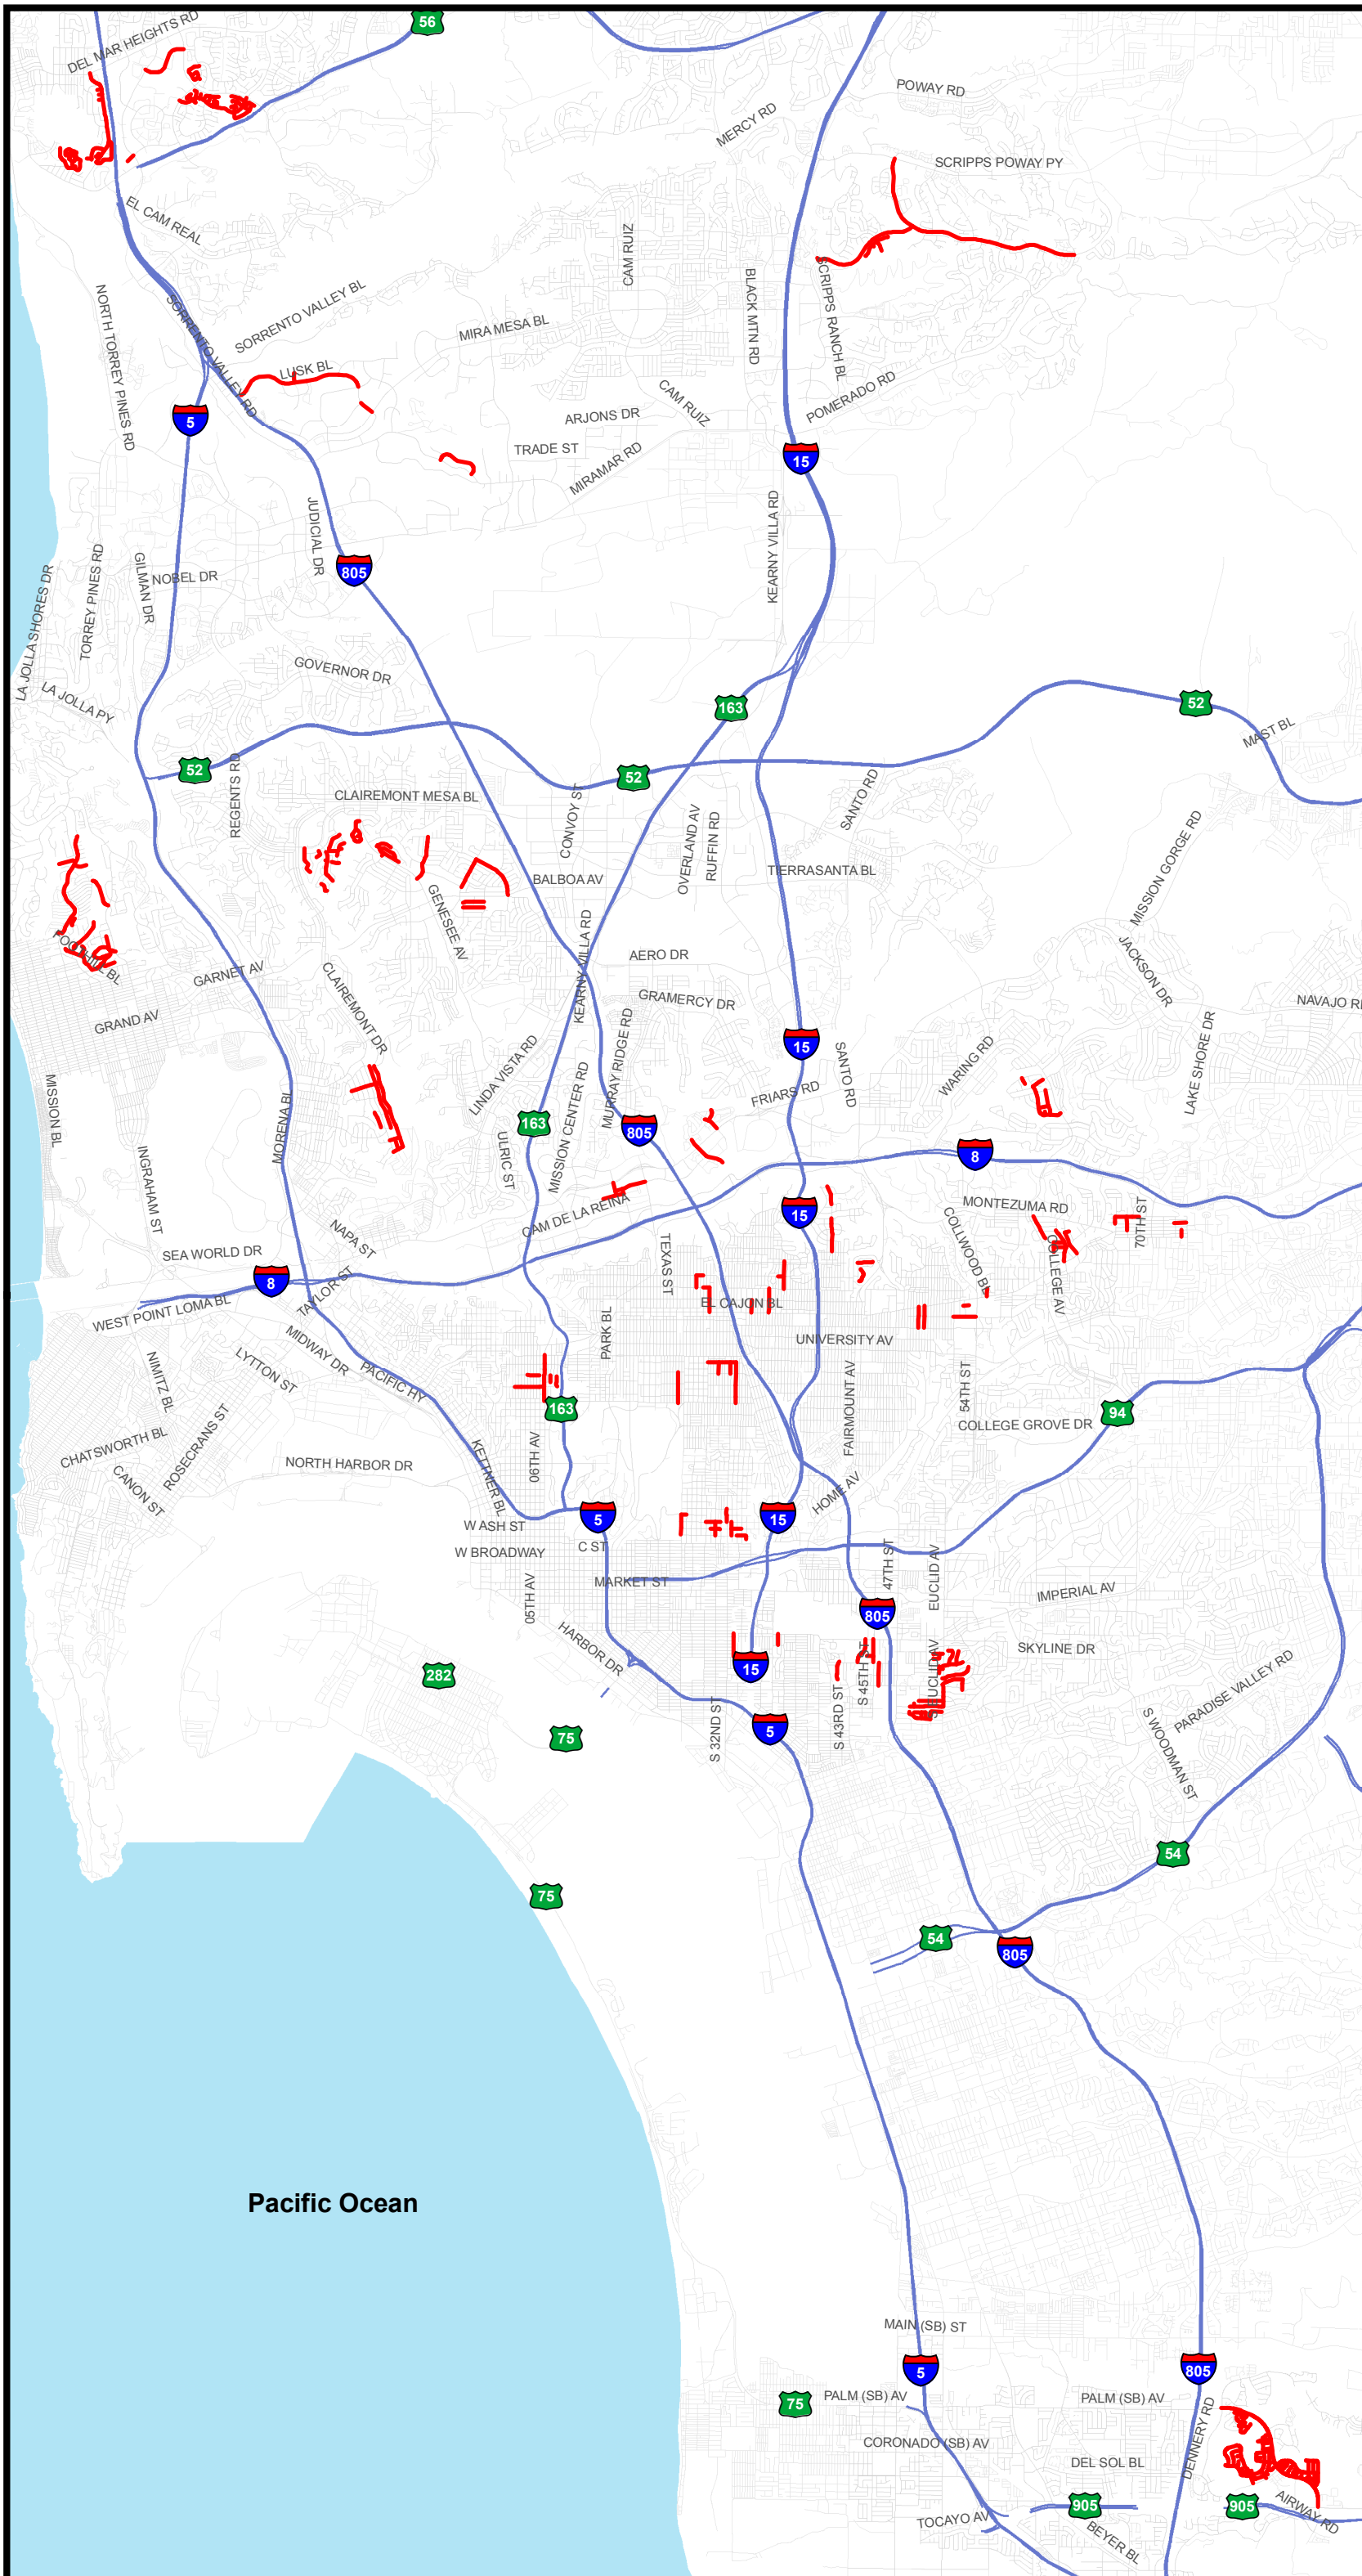 56
DEL MAR HEIGHTS RD
POWAY RD
MERCY RD
SCRIPPS POWAY PY
EL CAM REAL
CAM RUIZ
BLACK MTN RD
SCRIPPS RANCH BL
NORTH TORREY PINES RD
SORRENTO VALLEY RD
SORRENTO VALLEY BL
MIRA MESA BL
LUSK BL
POMERADO RD
CAM RUIZ
ARJONS DR
5
TRADE ST
MIRAMAR RD
15
KEARNY VILLA RD
JUDICIAL DR
805
NOBEL DR
GILMAN DR
TORREY PINES RD
LA JOLLA SHORES DR
GOVERNOR DR
LA JOLLA PY
163
52
MAST BL
52
52
REGENTS RD
CLAIREMONT MESA BL
CONVOY ST
OVERLAND AV
RUFFIN RD
SANTO RD
TIERRASANTA BL
MISSION GORGE RD
BALBOA AV
GENESEE AV
KEARNY VILLA RD
FOOTHILL BL
GARNET AV
CLAIREMONT DR
AERO DR
GRAMERCY DR
JACKSON DR
NAVAJO RD
GRAND AV
LAKE SHORE DR
MISSION BL
MORENA BL
LINDA VISTA RD
MURRAY RIDGE RD
MISSION CENTER RD
15
SANTO RD
WARING RD
FRIARS RD
163
805
8
INGRAHAM ST
ULRIC ST
CAM DE LA REINA
15
MONTEZUMA RD
COLLWOOD BL
COLLEGE AV
70TH ST
NAPA ST
SEA WORLD DR
TEXAS ST
8
TAYLOR ST
WEST POINT LOMA BL
EL CAJON BL
PARK BL
UNIVERSITY AV
MIDWAY DR
LYTTON ST
PACIFIC HY
NIMITZ BL
FAIRMOUNT AV
54TH ST
163
94
COLLEGE GROVE DR
CHATSWORTH BL
ROSECRANS ST
CANON ST
NORTH HARBOR DR
KETTNER BL
06TH AV
HOME AV
5
15
W ASH ST
C ST
W BROADWAY
MARKET ST
05TH AV
47TH ST
EUCLID AV
IMPERIAL AV
805
HARBOR DR
SKYLINE DR
S 45TH ST
S EUCLID AV
15
282
PARADISE VALLEY RD
S 32ND ST
S 43RD ST
S WOODMAN ST
5
75
54
75
54
805
Pacific Ocean
MAIN (SB) ST
5
805
75
PALM (SB) AV
PALM (SB) AV
DENNERY RD
CORONADO (SB) AV
DEL SOL BL
905
905
AIRWAY RD
TOCAYO AV
BEYER BL